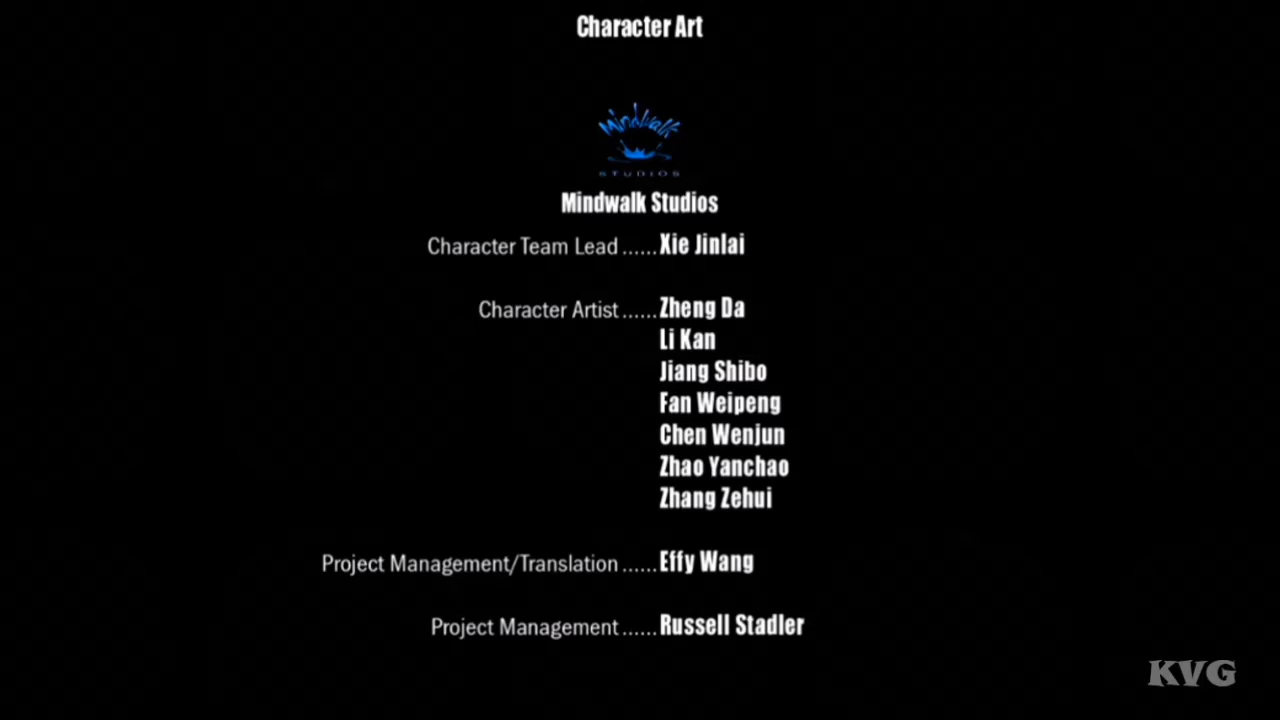 Character Art
Mindwalk
STUDIOS
Mindwalk Studios
Character Team Lead ......Xie Jinlai
Character Artist ......Zheng Da
Li Kan
Jiang Shibo
Fan Weipeng
Chen Wenjun
Zhao Yanchao
Zhang Zehui
Project Management/Translation ......Effy Wang
Project Management ......Russell Stadler
KVG